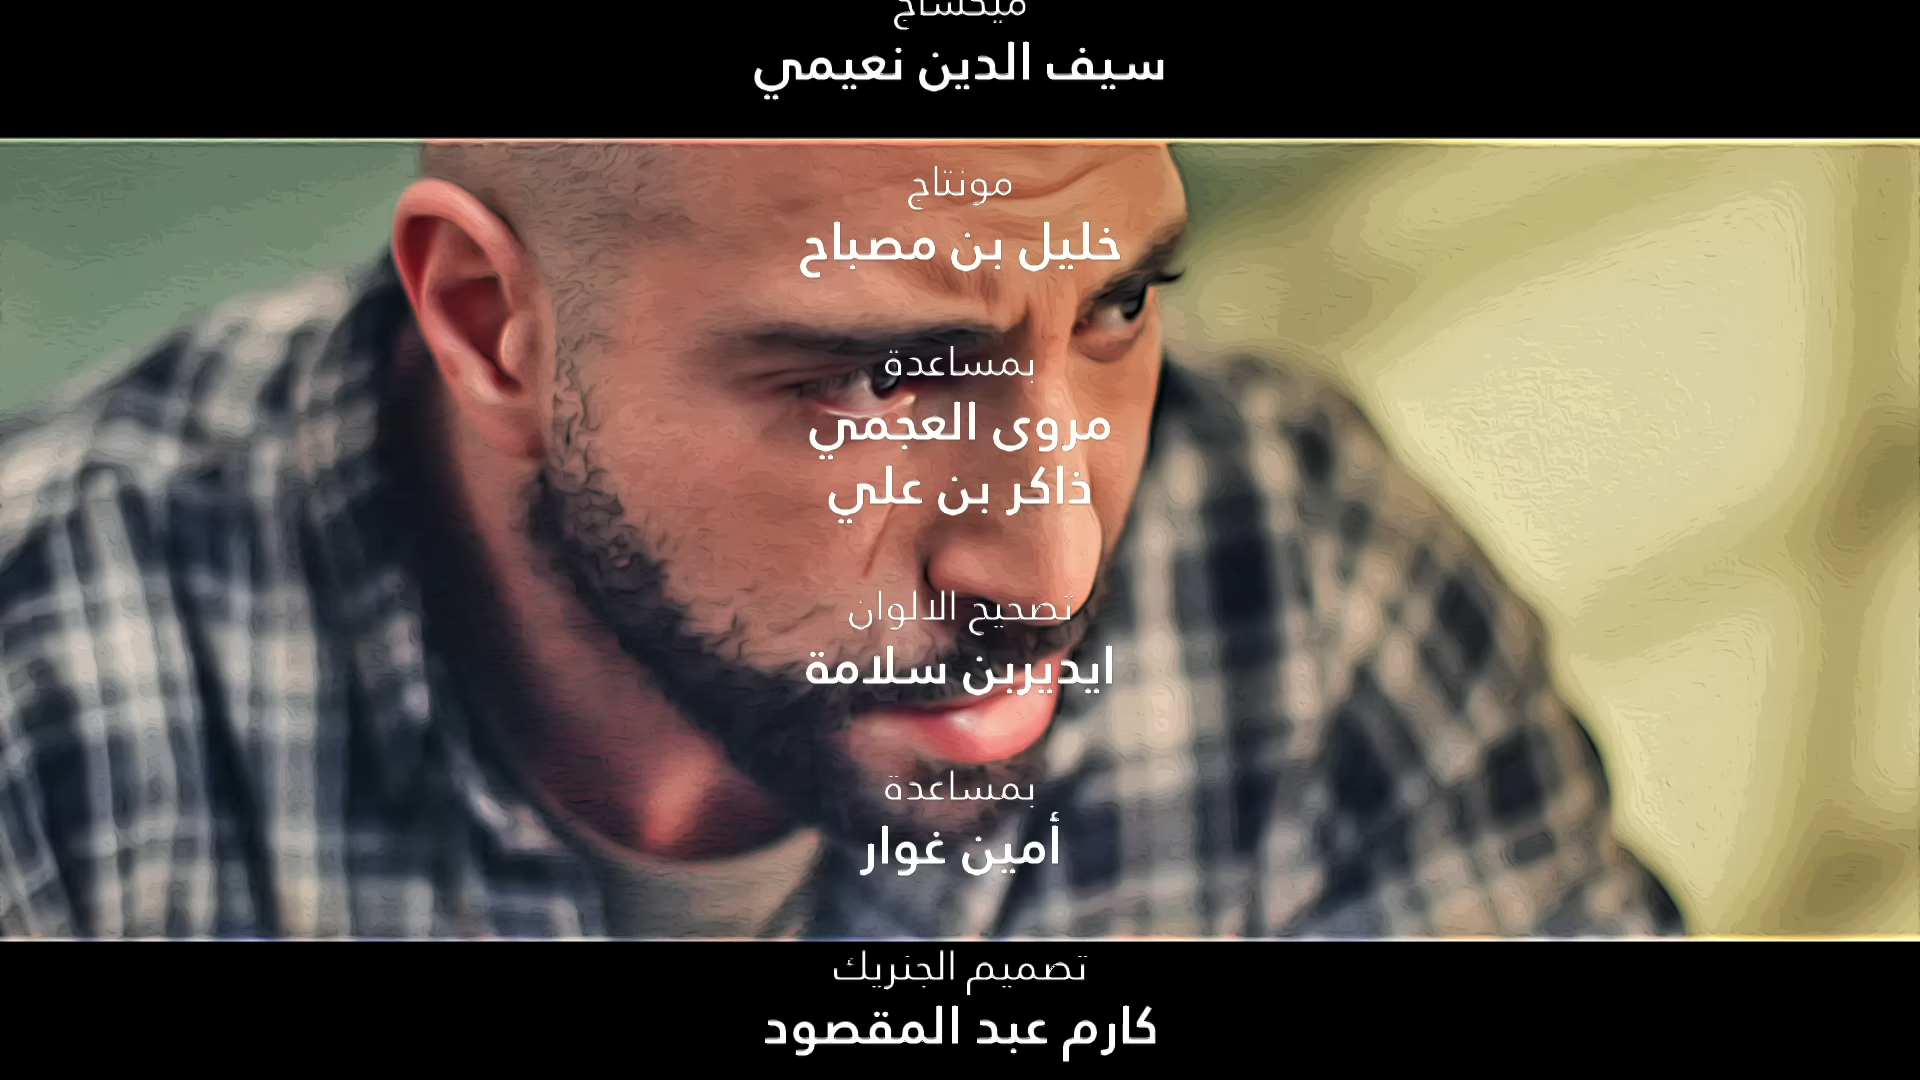 ميكساج
سيف الدين نعيمي
مونتاج
خليل بن مصباح
بمساعدة
مروى العجمي
ذاكر بن علي
تصحيح الالوان
ايديربن سلامة
بمساعدة
أمين غوار
تصميم الجنريك
كارم عبد المقصود